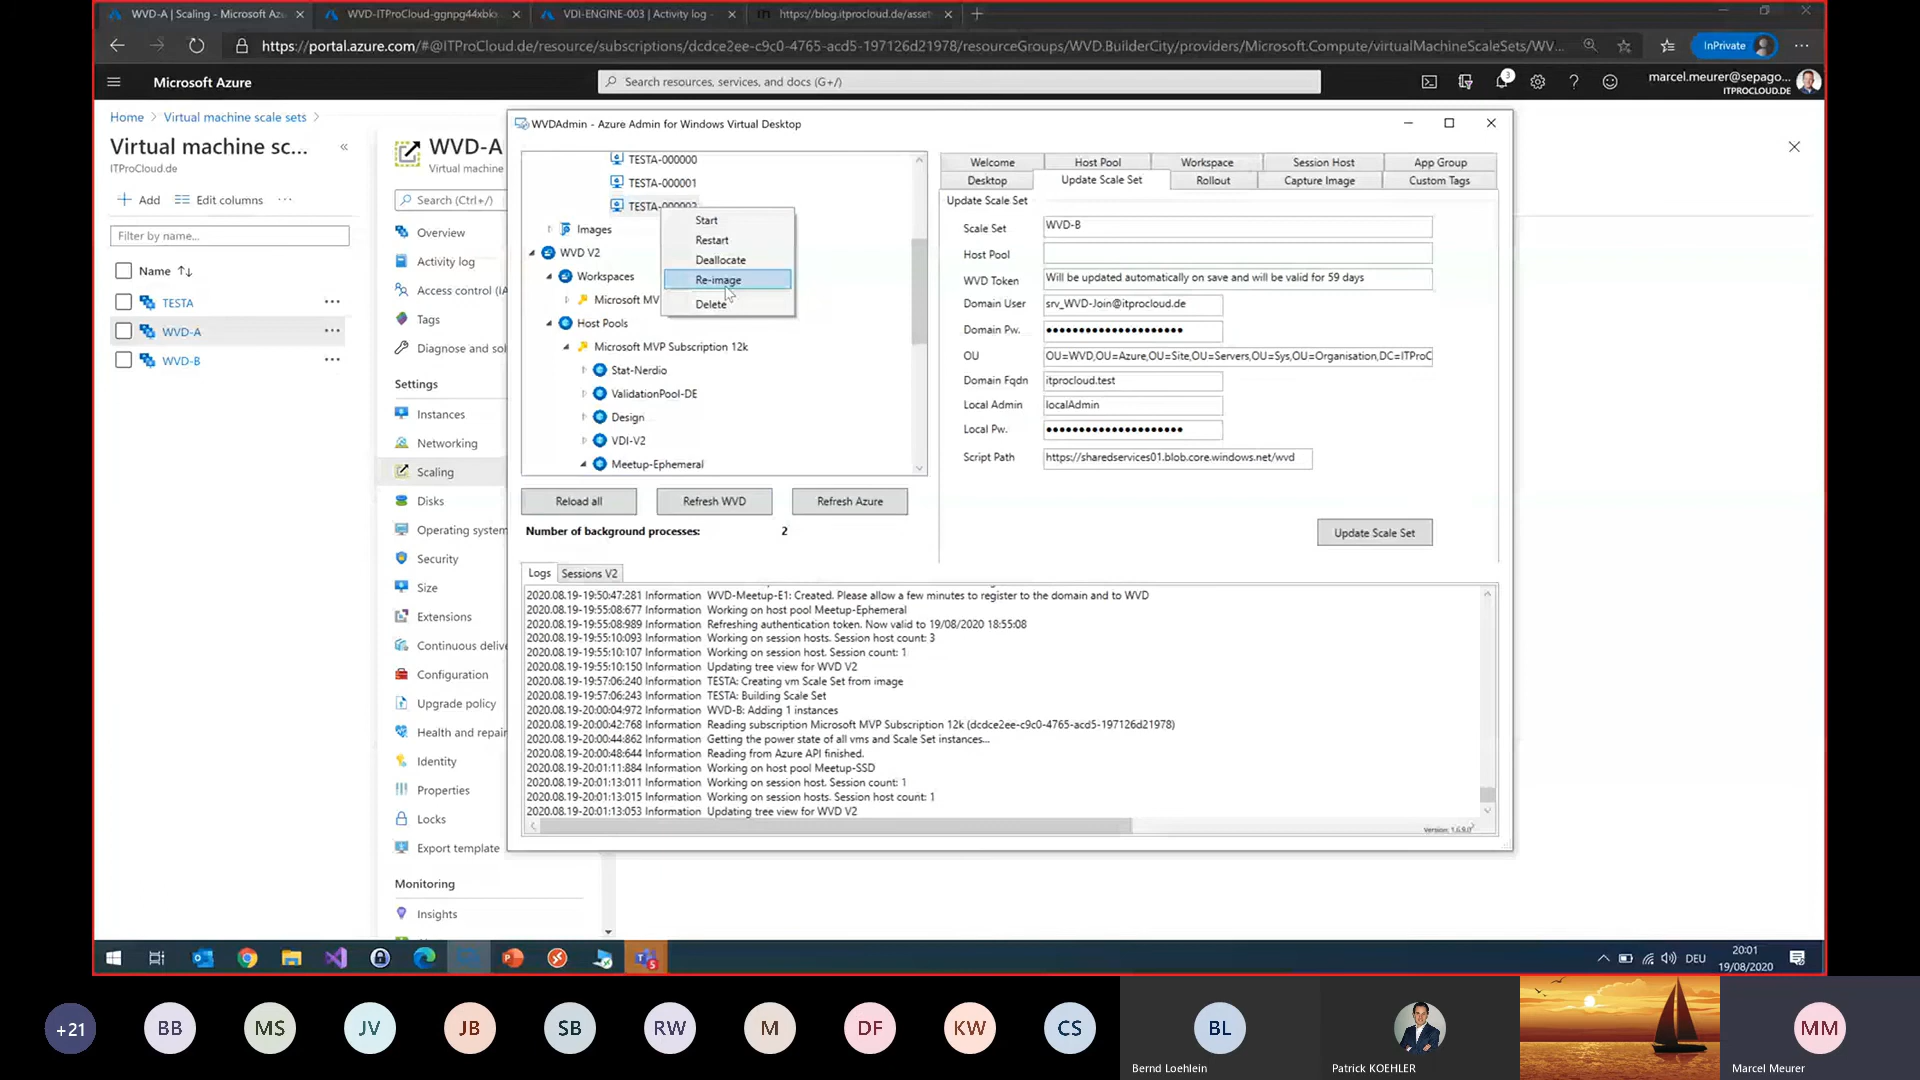 WVD-A | Scaling - Microsoft Az
WVD-ITProCloud-ggnpg44xbkx
VDI-ENGINE-003 | Activity log -
https://blog.itprocloud.de/asset
https://portal.azure.com/#@ITProCloud.de/resource/subscriptions/dcdce2ee-c9c0-4765-acd5-197126d21978/resourceGroups/WVD.BuilderCity/providers/Microsoft.Compute/virtualMachineScaleSets/WV...
InPrivate
Microsoft Azure
Search resources, services, and docs (G+/)
3
marcel.meurer@sepago...
ITPROCLOUD.DE
Home > Virtual machine scale sets >
Virtual machine sc...
ITProCloud.de
Add
Edit columns
Filter by name...
Name
TESTA
WVD-A
WVD-B
WVD-A
Virtual machine
Search (Ctrl+/)
Overview
Activity log
Access control (IA
Tags
Diagnose and sol
Settings
Instances
Networking
Scaling
Disks
Operating system
Security
Size
Extensions
Continuous delive
Configuration
Upgrade policy
Health and repair
Identity
Properties
Locks
Export template
Monitoring
Insights
WVDAdmin - Azure Admin for Windows Virtual Desktop
TESTA-000000
TESTA-000001
TESTA-000002
Images
WVD V2
Workspaces
Microsoft MV
Host Pools
Microsoft MVP Subscription 12k
Stat-Nerdio
ValidationPool-DE
Design
VDI-V2
Meetup-Ephemeral
Start
Restart
Deallocate
Re-image
Delete
Reload all
Refresh WVD
Refresh Azure
Number of background processes: 2
Welcome
Host Pool
Workspace
Session Host
App Group
Desktop
Update Scale Set
Rollout
Capture Image
Custom Tags
Update Scale Set
Scale Set WVD-B
Host Pool
WVD Token Will be updated automatically on save and will be valid for 59 days
Domain User srv_WVD-Join@itprocloud.de
Domain Pw. ••••••••••••••••••••••
OU OU=WVD,OU=Azure,OU=Site,OU=Servers,OU=Sys,OU=Organisation,DC=ITProC
Domain Fqdn itprocloud.test
Local Admin localAdmin
Local Pw. ••••••••••••••••••••••
Script Path https://sharedservices01.blob.core.windows.net/wvd
Update Scale Set
Logs
Sessions V2
2020.08.19-19:50:47:281 Information WVD-Meetup-E1: Created. Please allow a few minutes to register to the domain and to WVD
2020.08.19-19:55:08:677 Information Working on host pool Meetup-Ephemeral
2020.08.19-19:55:08:989 Information Refreshing authentication token. Now valid to 19/08/2020 18:55:08
2020.08.19-19:55:10:093 Information Working on session hosts. Session host count: 3
2020.08.19-19:55:10:107 Information Working on session host. Session count: 1
2020.08.19-19:55:10:150 Information Updating tree view for WVD V2
2020.08.19-19:57:06:240 Information TESTA: Creating vm Scale Set from image
2020.08.19-19:57:06:243 Information TESTA: Building Scale Set
2020.08.19-20:00:04:972 Information WVD-B: Adding 1 instances
2020.08.19-20:00:42:768 Information Reading subscription Microsoft MVP Subscription 12k (dcdce2ee-c9c0-4765-acd5-197126d21978)
2020.08.19-20:00:44:862 Information Getting the power state of all vms and Scale Set instances...
2020.08.19-20:00:48:644 Information Reading from Azure API finished.
2020.08.19-20:01:11:884 Information Working on host pool Meetup-SSD
2020.08.19-20:01:13:011 Information Working on session host. Session count: 1
2020.08.19-20:01:13:015 Information Working on session hosts. Session host count: 1
2020.08.19-20:01:13:053 Information Updating tree view for WVD V2
Version: 1.6.9.0
DEU
20:01
19/08/2020
+21
BB
MS
JV
JB
SB
RW
M
DF
KW
CS
BL
Bernd Loehlein
Patrick KOEHLER
MM
Marcel Meurer